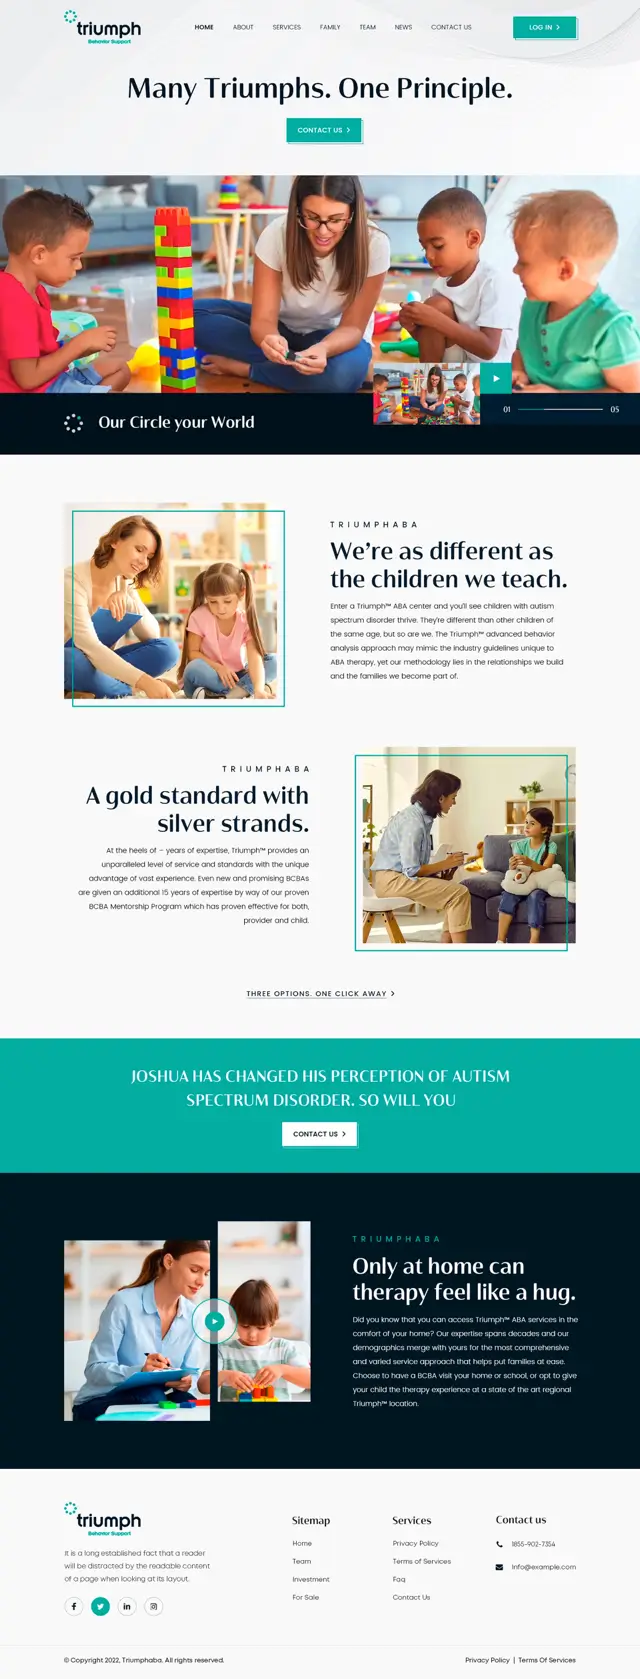 triumph
Behavior Support
HOME ABOUT SERVICES FAMILY TEAM NEWS CONTACT US LOG IN
Many Triumphs. One Principle.
CONTACT US
Our Circle your World
01 05
TRIUMPHABA
We're as different as
the children we teach.
Enter a Triumph™ ABA center and you'll see children with autism
spectrum disorder thrive. They're different than other children of
the same age, but so are we. The Triumph™ advanced behavior
analysis approach may mimic the industry guidelines unique to
ABA therapy, yet our methodology lies in the relationships we build
and the families we become part of.
TRIUMPHABA
A gold standard with
silver strands.
At the heels of – years of expertise, Triumph™ provides an
unparalleled level of service and standards with the unique
advantage of vast experience. Even new and promising BCBAs
are given an additional 15 years of expertise by way of our proven
BCBA Mentorship Program which has proven effective for both,
provider and child.
THREE OPTIONS. ONE CLICK AWAY
JOSHUA HAS CHANGED HIS PERCEPTION OF AUTISM
SPECTRUM DISORDER. SO WILL YOU
CONTACT US
TRIUMPHABA
Only at home can
therapy feel like a hug.
Did you know that you can access Triumph™ ABA services in the
comfort of your home? Our expertise spans decades and our
demographics merge with yours for the most comprehensive
and varied service approach that helps put families at ease.
Choose to have a BCBA visit your home or school, or opt to give
your child the therapy experience at a state of the art regional
Triumph™ location.
triumph
Behavior Support
It is a long established fact that a reader
will be distracted by the readable content
of a page when looking at its layout.
Sitemap
Home
Team
Investment
For Sale
Services
Privacy Policy
Terms of Services
Faq
Contact Us
Contact us
1855-902-7354
Info@example.com
© Copyright 2022, Triumphaba. All rights reserved.
Privacy Policy | Terms Of Services